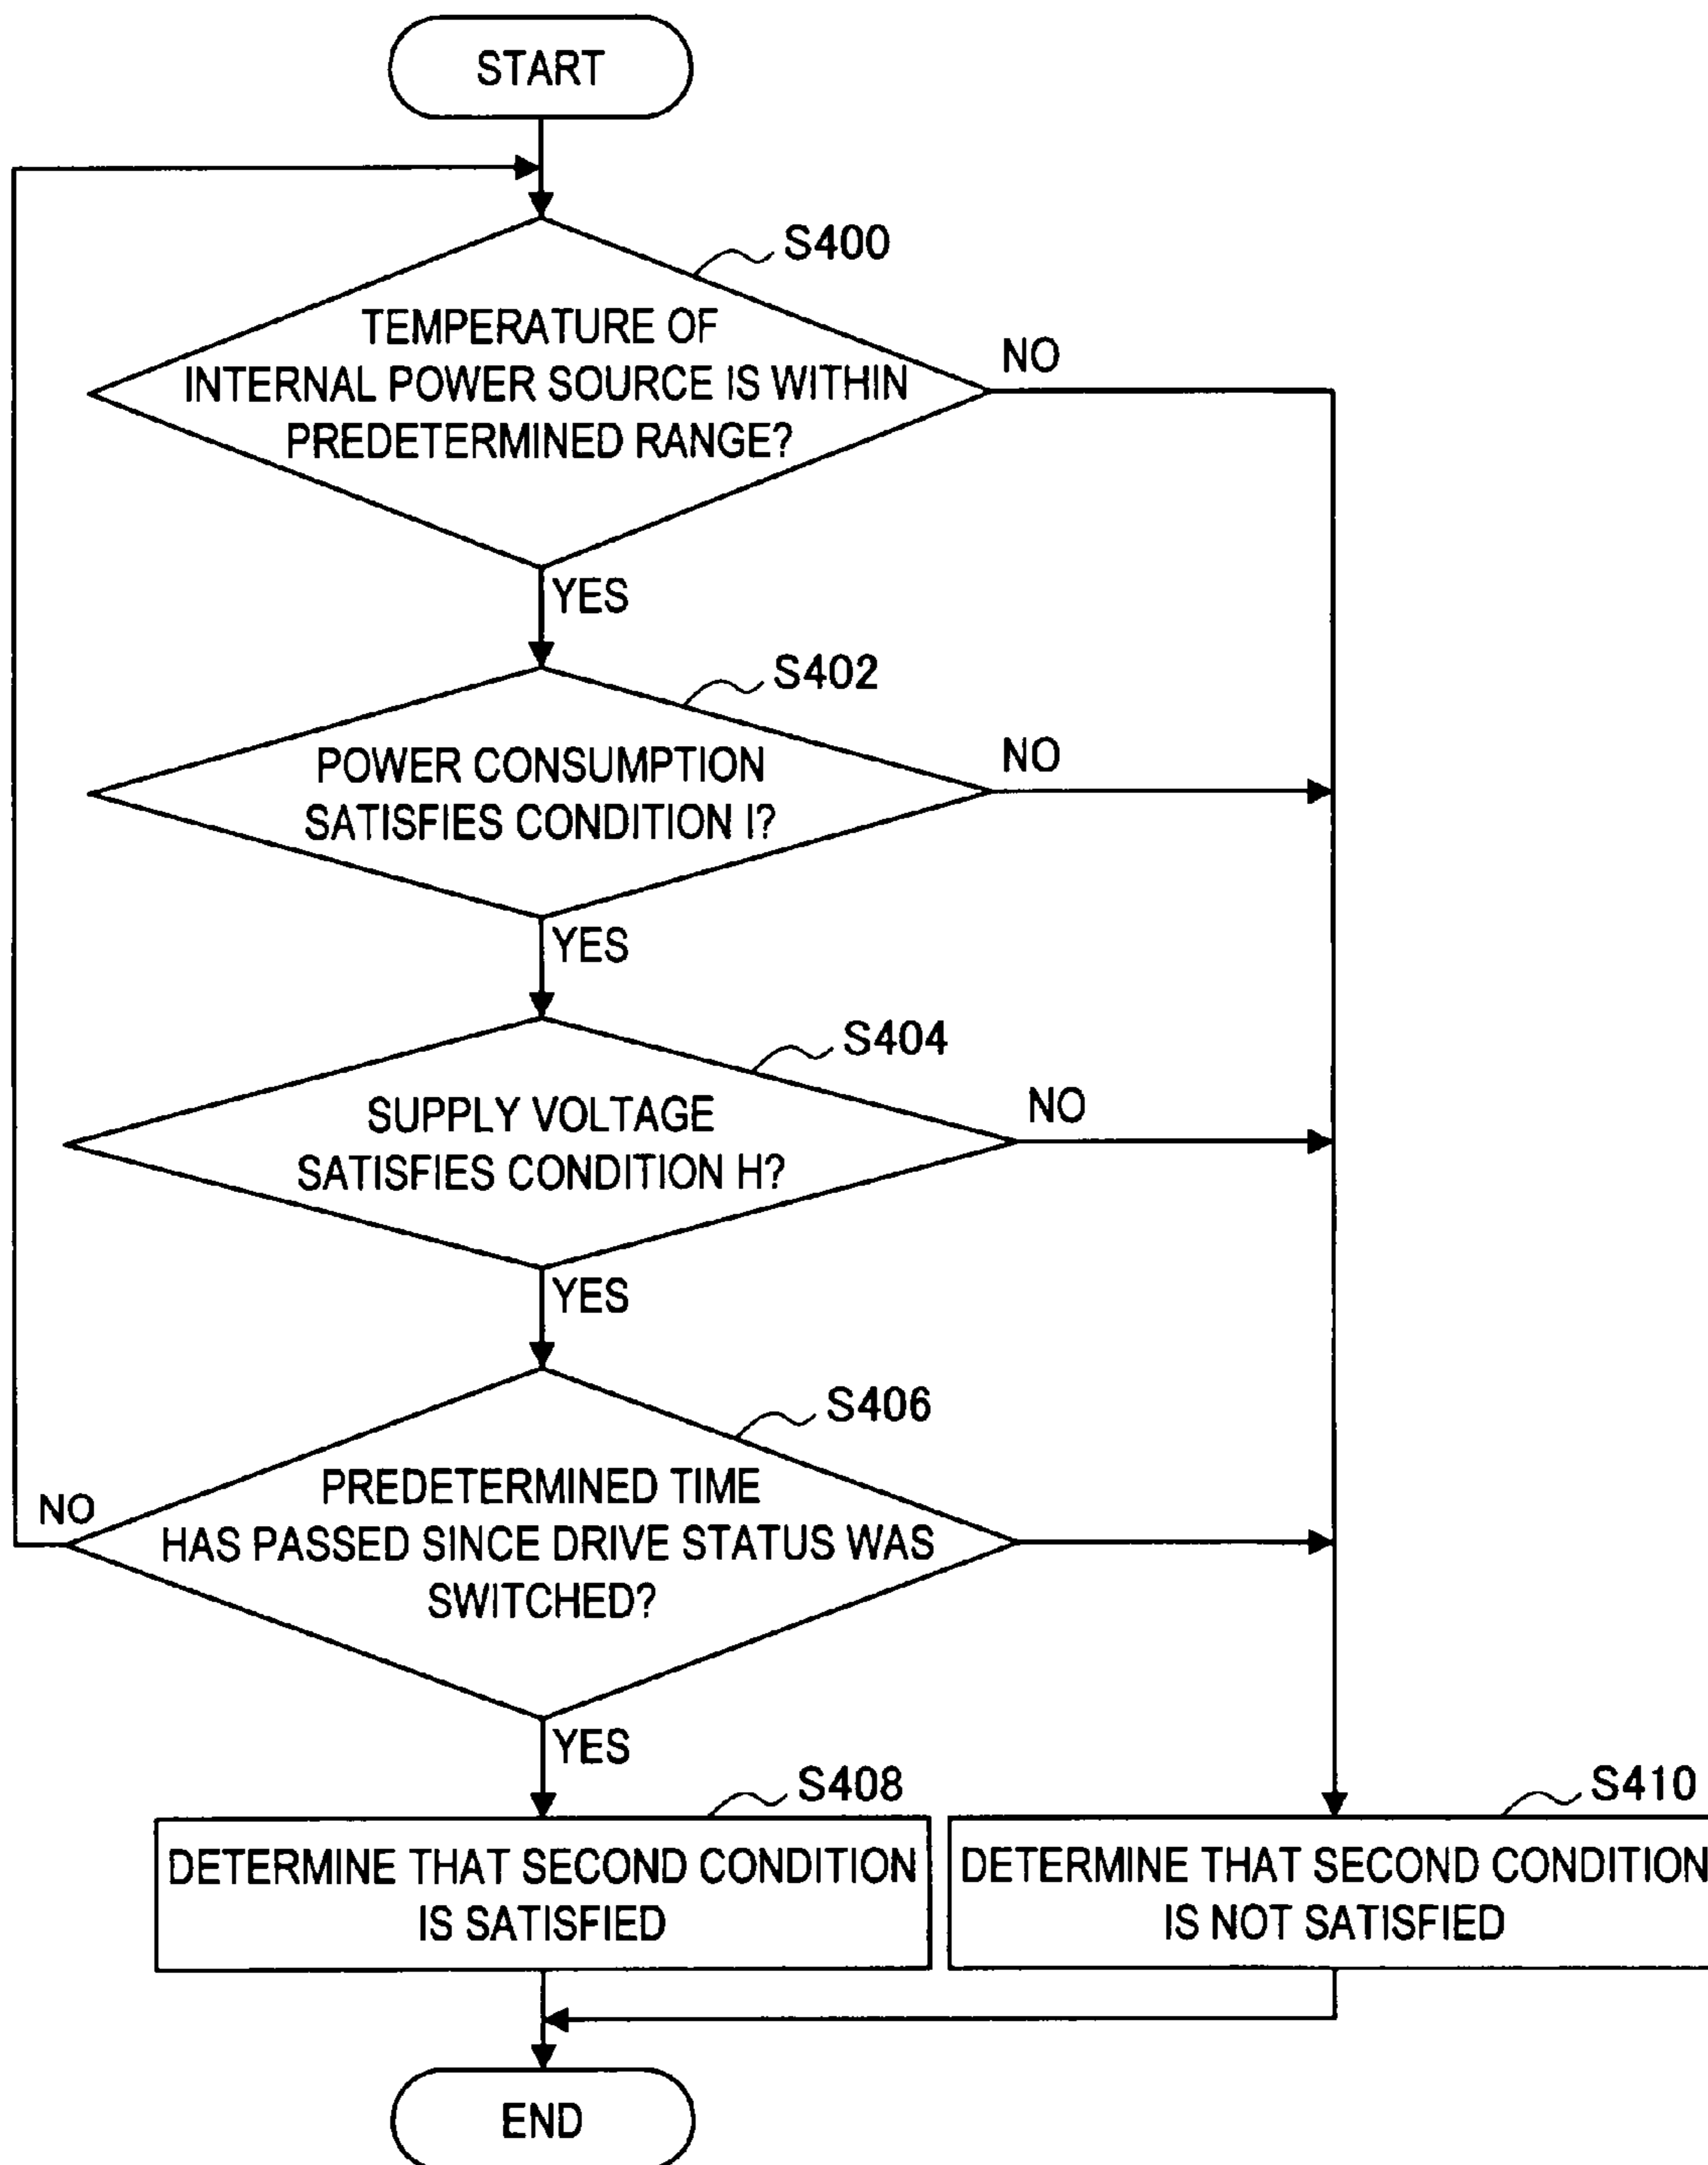 START
S400
TEMPERATURE OF
INTERNAL POWER SOURCE IS WITHIN
PREDETERMINED RANGE?
NO
YES
S402
POWER CONSUMPTION
SATISFIES CONDITION I?
NO
YES
S404
SUPPLY VOLTAGE
SATISFIES CONDITION H?
NO
YES
S406
PREDETERMINED TIME
HAS PASSED SINCE DRIVE STATUS WAS
SWITCHED?
NO
YES
S408
DETERMINE THAT SECOND CONDITION
IS SATISFIED
S410
DETERMINE THAT SECOND CONDITION
IS NOT SATISFIED
END